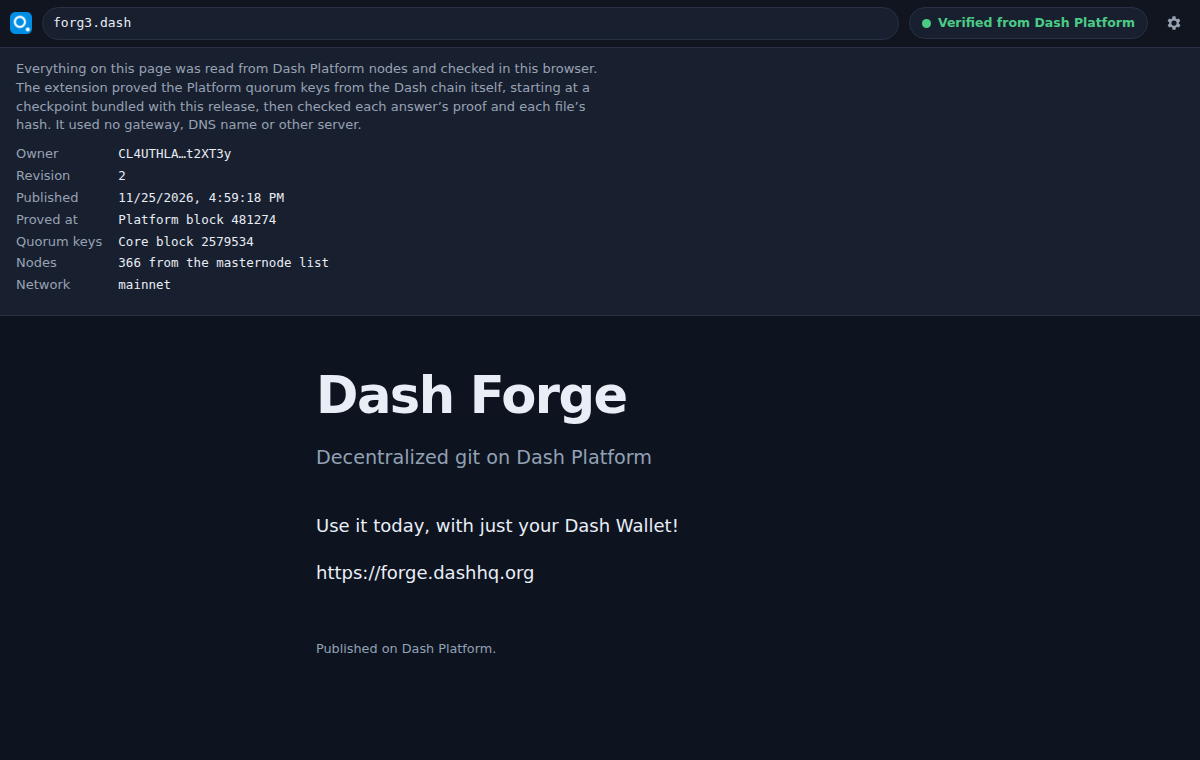 forg3.dash
Verified from Dash Platform
Everything on this page was read from Dash Platform nodes and checked in this browser.
The extension proved the Platform quorum keys from the Dash chain itself, starting at a
checkpoint bundled with this release, then checked each answer’s proof and each file’s
hash. It used no gateway, DNS name or other server.
Owner CL4UTHLA…t2XT3y
Revision 2
Published 11/25/2026, 4:59:18 PM
Proved at Platform block 481274
Quorum keys Core block 2579534
Nodes 366 from the masternode list
Network mainnet
Dash Forge
Decentralized git on Dash Platform
Use it today, with just your Dash Wallet!
https://forge.dashhq.org
Published on Dash Platform.